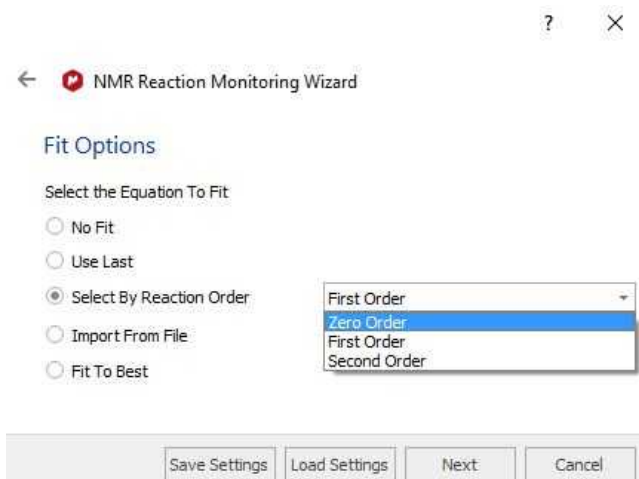 ?
NMR Reaction Monitoring Wizard
Fit Options
Select the Equation To Fit
No Fit
Use Last
Select By Reaction Order
First Order
Zero Order
First Order
Second Order
Import From File
Fit To Best
Save Settings
Load Settings
Next
Cancel